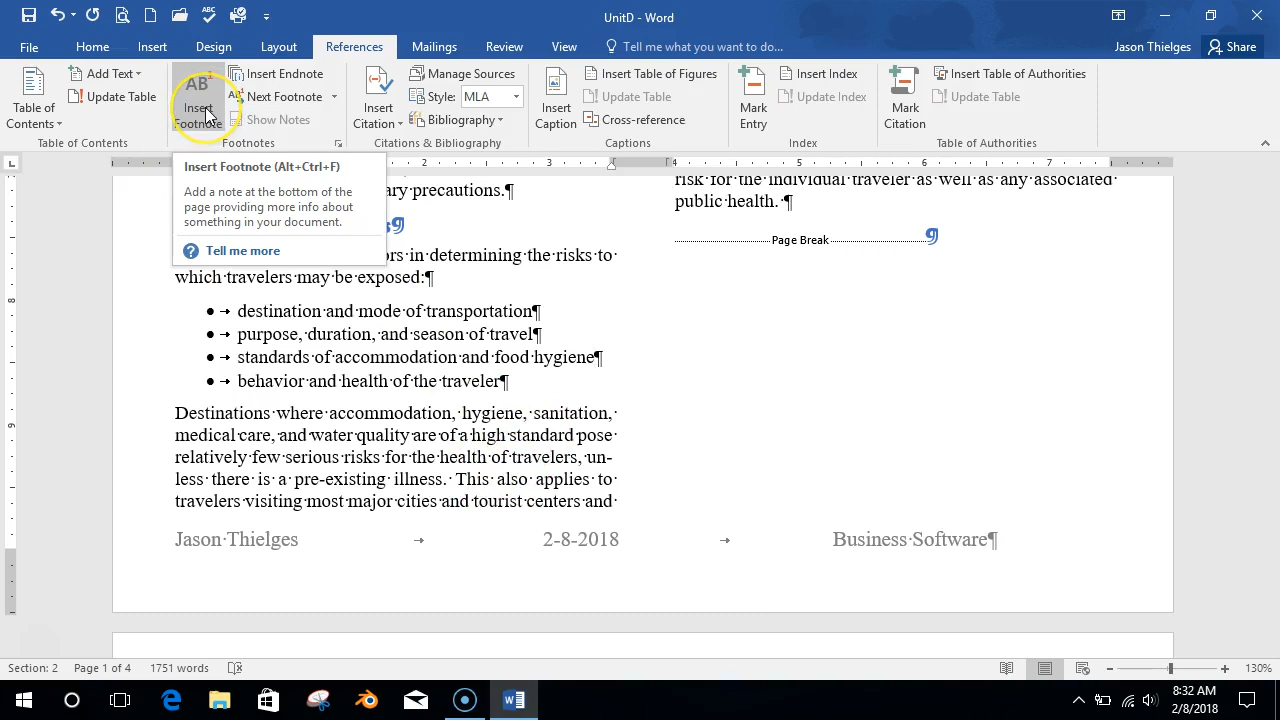 UnitD - Word
File Home Insert Design Layout References Mailings Review View Tell me what you want to do... Jason Thielges Share
Table of Contents
Add Text
Update Table
Table of Contents
AB
Insert Footnote
Insert Endnote
Next Footnote
Show Notes
Footnotes
Insert Citation
Manage Sources
Style: MLA
Bibliography
Citations & Bibliography
Insert Caption
Insert Table of Figures
Update Table
Cross-reference
Captions
Mark Entry
Insert Index
Update Index
Index
Mark Citation
Insert Table of Authorities
Update Table
Table of Authorities
2 3 4 5 6 7
Insert Footnote (Alt+Ctrl+F)
Add a note at the bottom of the
page providing more info about
something in your document.
Tell me more
ary·precautions.¶
s¶
ors·in·determining·the·risks·to·
which·travelers·may·be·exposed:¶
●→destination·and·mode·of·transportation¶
●→purpose,·duration,·and·season·of·travel¶
●→standards·of·accommodation·and·food·hygiene¶
●→behavior·and·health·of·the·traveler¶
Destinations·where·accommodation,·hygiene,·sanitation,·
medical·care,·and·water·quality·are·of·a·high·standard·pose·
relatively·few·serious·risks·for·the·health·of·travelers,·un-
less·there·is·a·pre-existing·illness.·This·also·applies·to·
travelers·visiting·most·major·cities·and·tourist·centers·and·
risk·for·the·individual·traveler·as·well·as·any·associated·
public·health.·¶
Page Break¶
Jason·Thielges → 2-8-2018 → Business·Software¶
8
9
Section: 2 Page 1 of 4 1751 words 130%
8:32 AM
2/8/2018